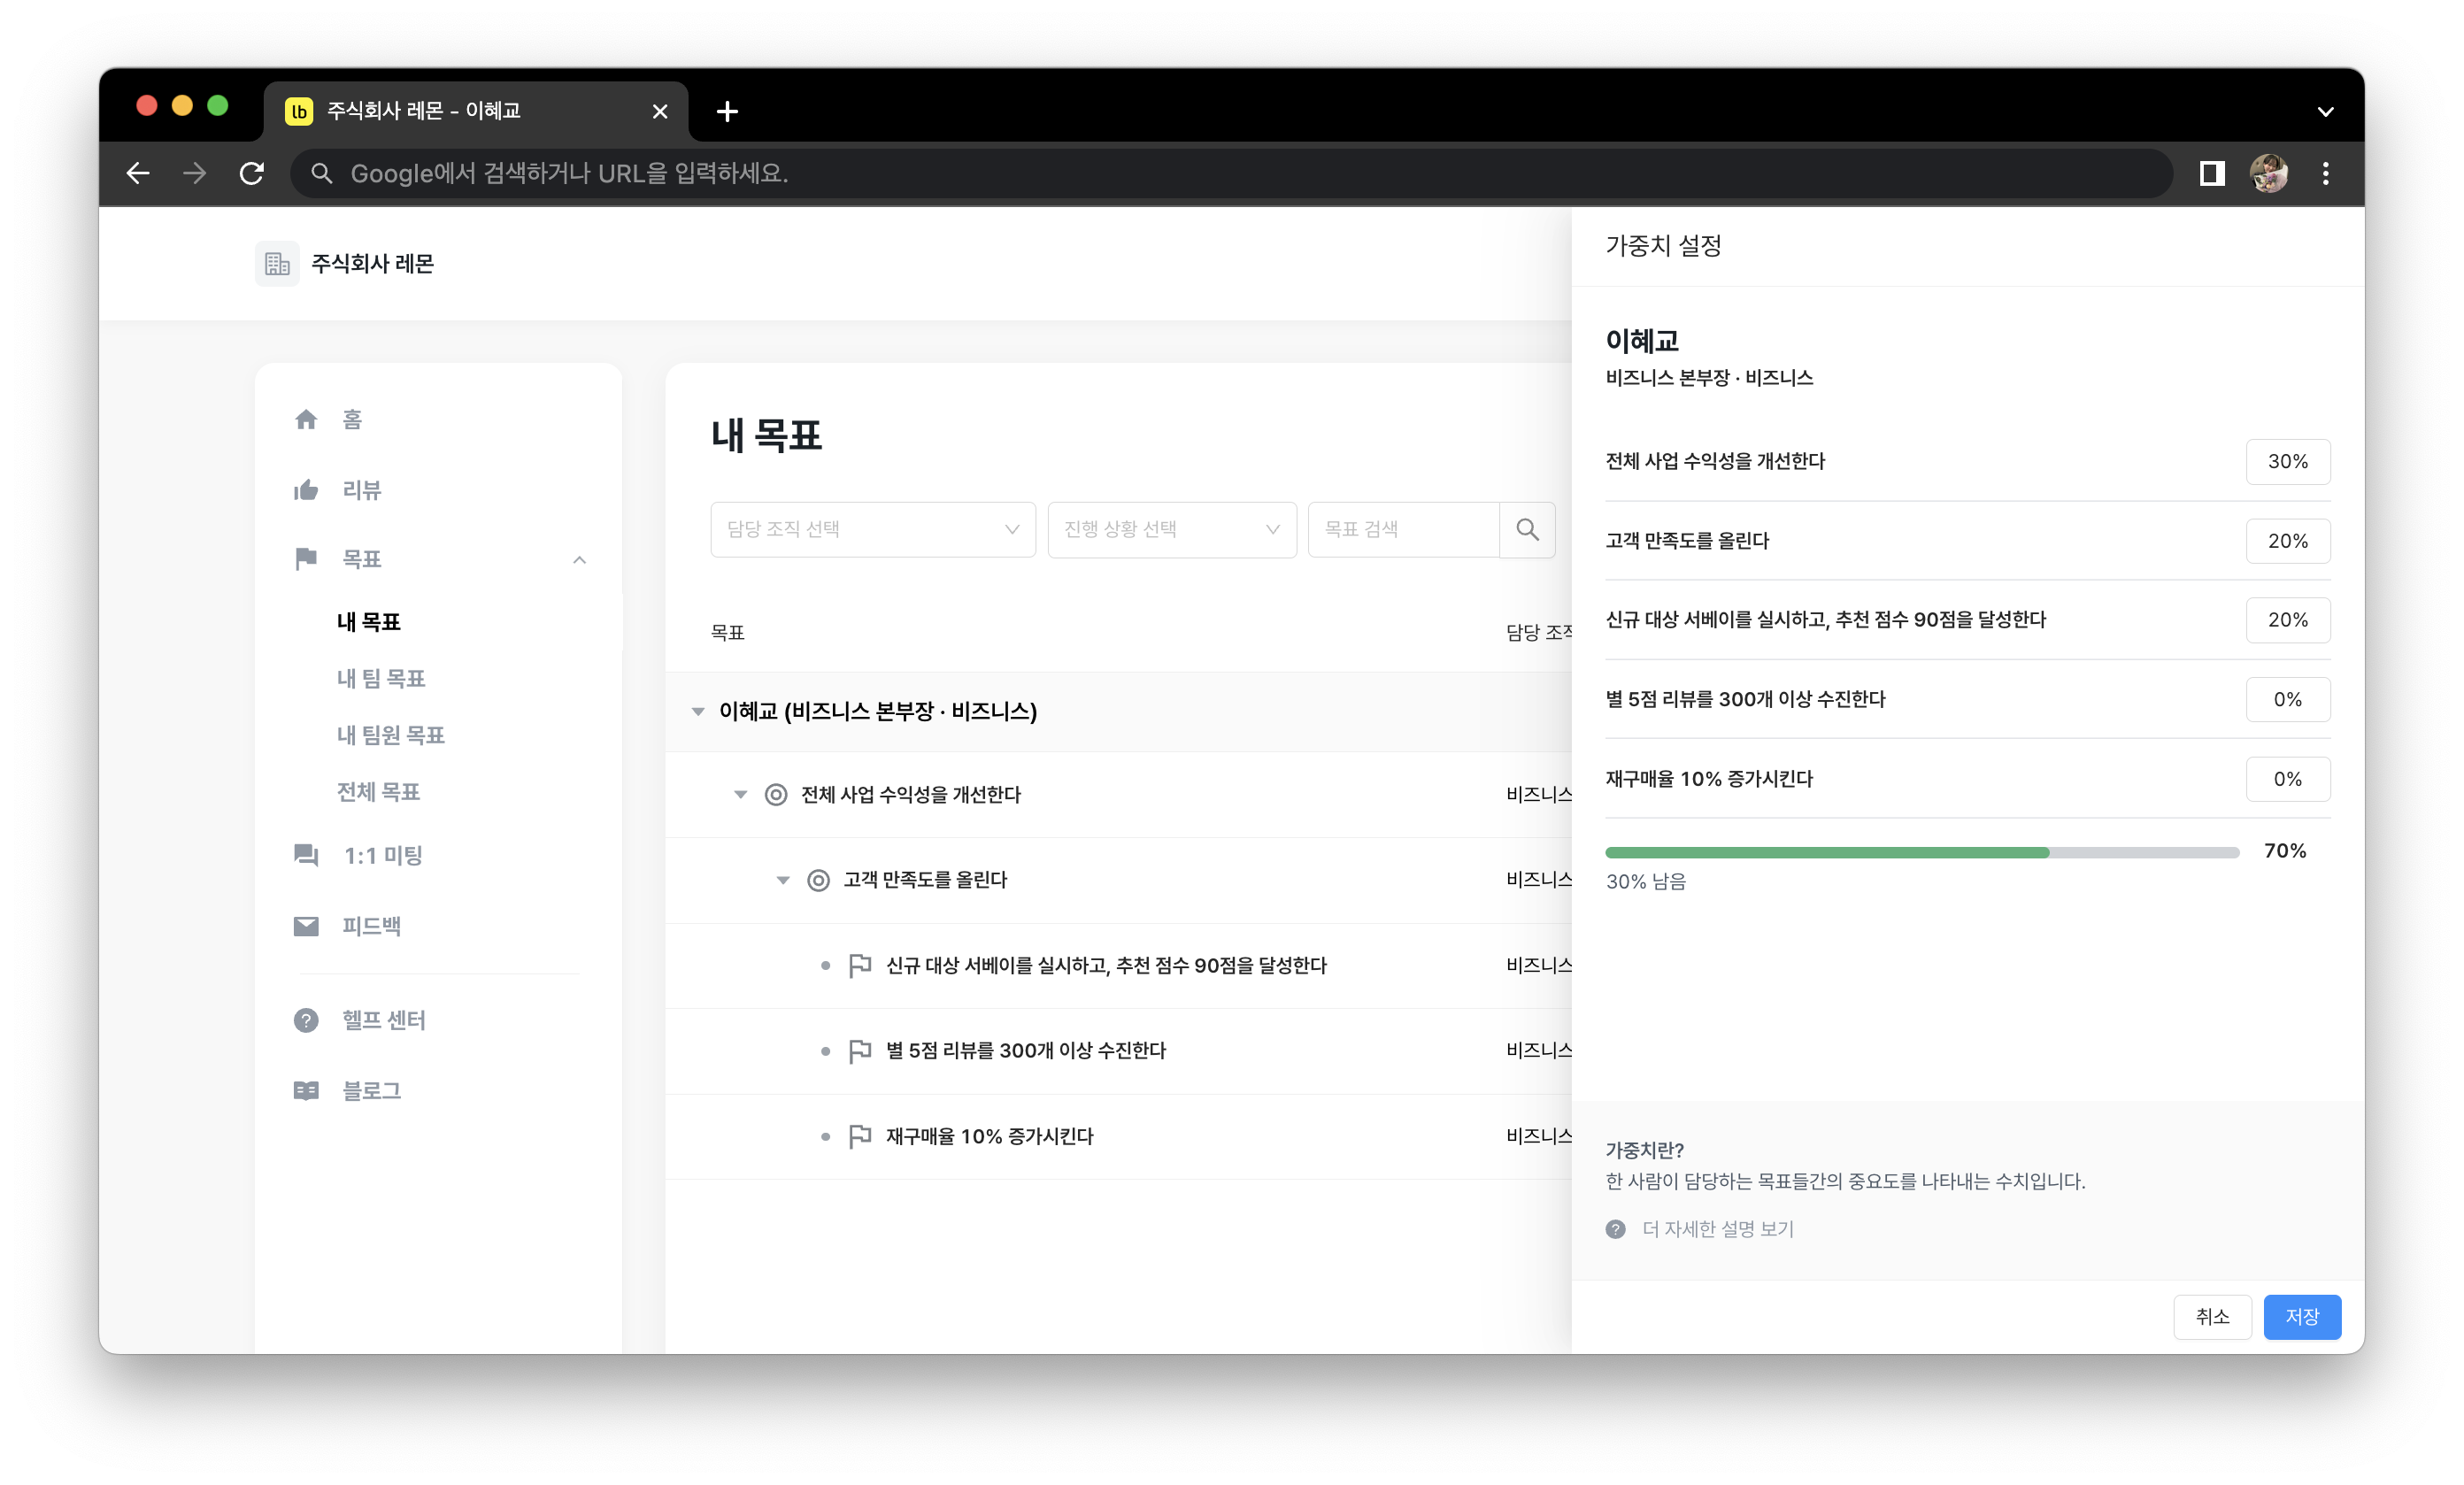 lb 주식회사 레몬 - 이혜교
Google에서 검색하거나 URL을 입력하세요.
주식회사 레몬
홈
리뷰
목표
내 목표
내 팀 목표
내 팀원 목표
전체 목표
1:1 미팅
피드백
헬프 센터
블로그
내 목표
담당 조직 선택 진행 상황 선택 목표 검색
목표 담당 조직
이혜교 (비즈니스 본부장 · 비즈니스)
전체 사업 수익성을 개선한다 비즈니스
고객 만족도를 올린다 비즈니스
신규 대상 서베이를 실시하고, 추천 점수 90점을 달성한다 비즈니스
별 5점 리뷰를 300개 이상 수진한다 비즈니스
재구매율 10% 증가시킨다 비즈니스
가중치 설정
이혜교
비즈니스 본부장 · 비즈니스
전체 사업 수익성을 개선한다 30%
고객 만족도를 올린다 20%
신규 대상 서베이를 실시하고, 추천 점수 90점을 달성한다 20%
별 5점 리뷰를 300개 이상 수진한다 0%
재구매율 10% 증가시킨다 0%
70%
30% 남음
가중치란?
한 사람이 담당하는 목표들간의 중요도를 나타내는 수치입니다.
더 자세한 설명 보기
취소 저장